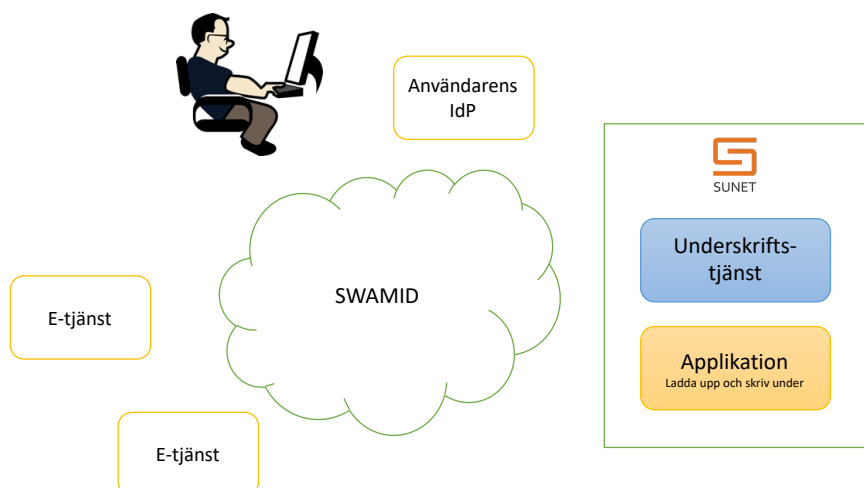 Användarens
IdP
SUNET
Underskrifts-
tjänst
SWAMID
E-tjänst
Applikation
Ladda upp och skriv under
E-tjänst